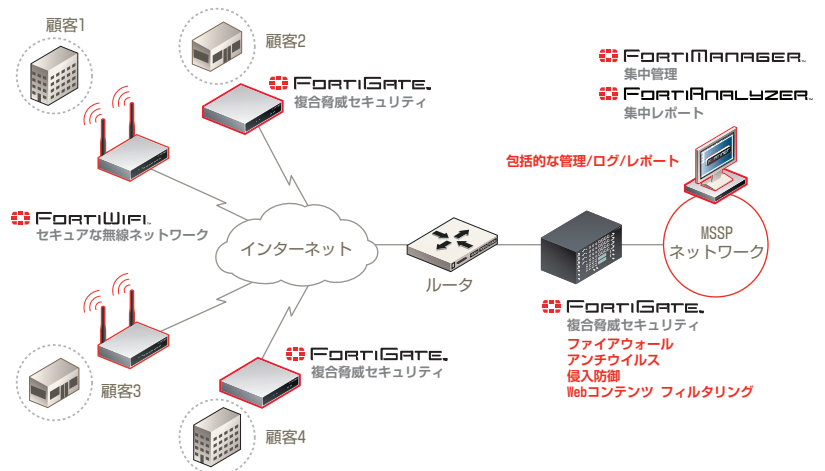 顧客1
顧客2
FORTIGATE
複合脅威セキュリティ
FORTIMANAGER
集中管理
FORTIANALYZER
集中レポート
包括的な管理/ログ/レポート
FORTIWIFI
セキュアな無線ネットワーク
インターネット
ルータ
MSSP
ネットワーク
FORTIGATE
複合脅威セキュリティ
ファイアウォール
アンチウイルス
侵入防御
Webコンテンツ フィルタリング
FORTIGATE
複合脅威セキュリティ
顧客3
顧客4